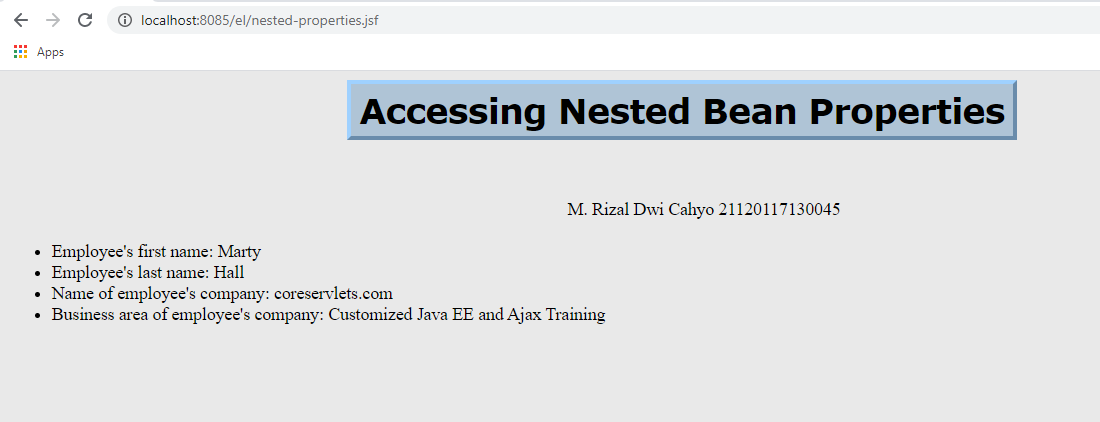 localhost:8085/el/nested-properties.jsf
Apps
Accessing Nested Bean Properties
M. Rizal Dwi Cahyo 21120117130045
• Employee's first name: Marty
• Employee's last name: Hall
• Name of employee's company: coreservlets.com
• Business area of employee's company: Customized Java EE and Ajax Training